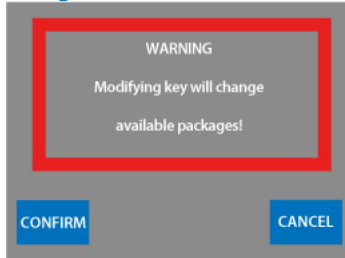 WARNING
Modifying key will change
available packages!
CONFIRM
CANCEL